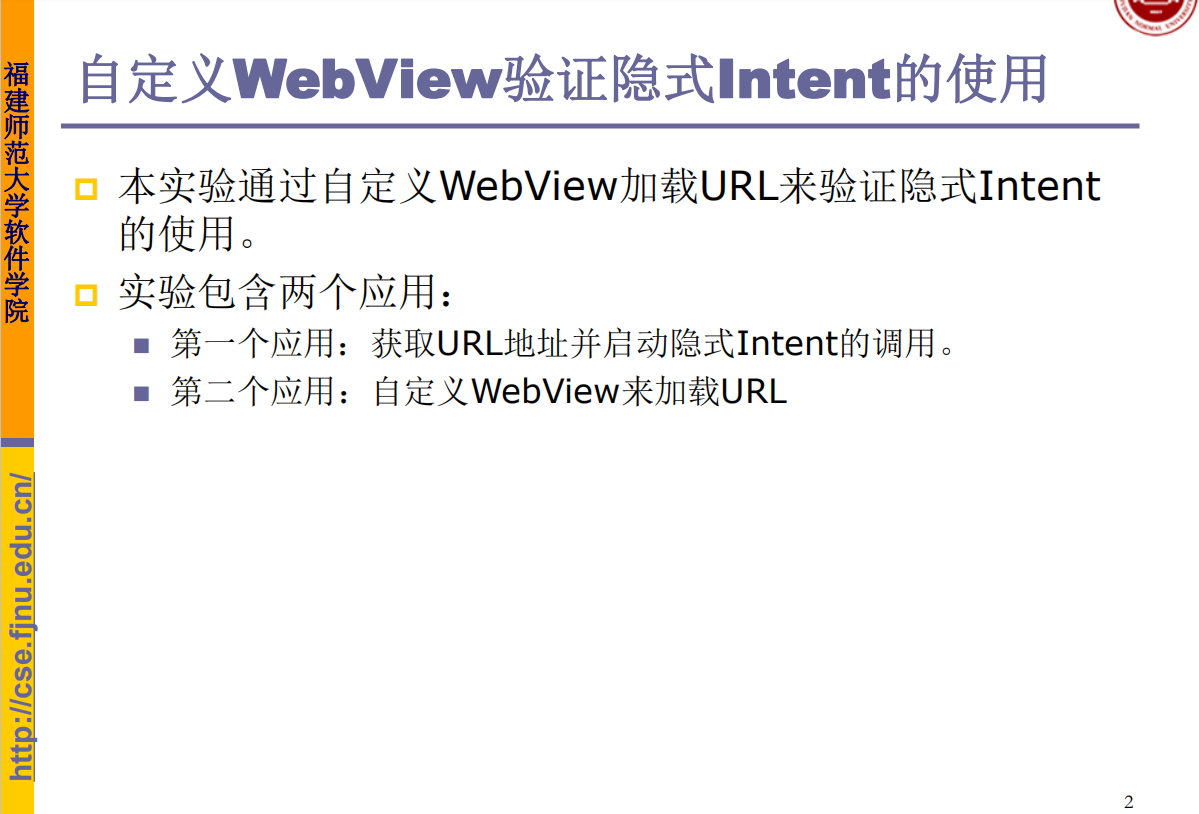 自定义WebView验证隐式Intent的使用
本实验通过自定义WebView加载URL来验证隐式Intent
的使用。
实验包含两个应用：
第一个应用：获取URL地址并启动隐式Intent的调用。
第二个应用：自定义WebView来加载URL
福建师范大学软件学院
http://cse.fjnu.edu.cn/
2